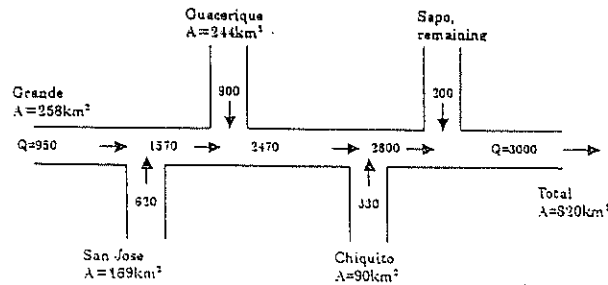 Guacerique
A=244km²
Sapo,
remaining
Grande
A=258km²
900
200
Q=950
1570
2470
2800
Q=3000
620
330
Total
A=820km²
San Jose
A=169km²
Chiquito
A=90km²